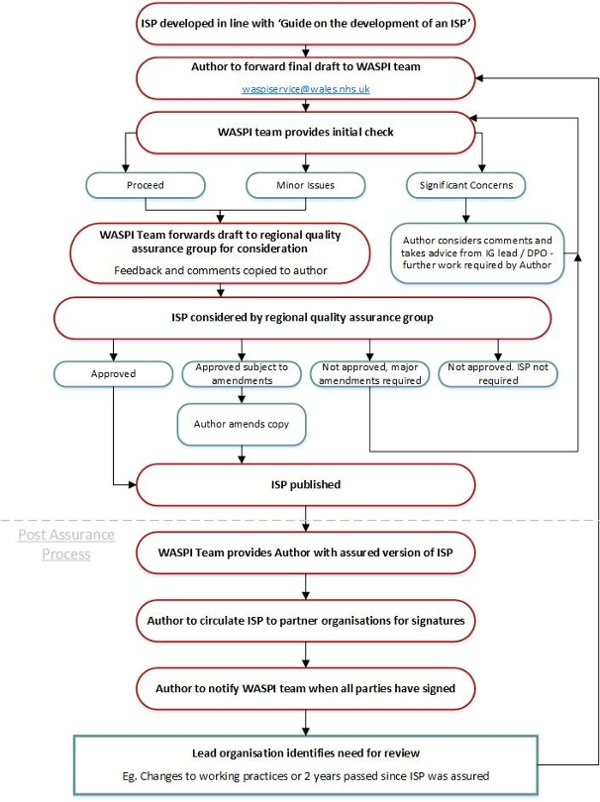 ISP developed in line with ‘Guide on the development of an ISP’
Author to forward final draft to WASPI team
waspiservice@wales.nhs.uk
WASPI team provides initial check
Proceed
Minor Issues
Significant Concerns
WASPI Team forwards draft to regional quality
assurance group for consideration
Feedback and comments copied to author
Author considers comments and
takes advice from IG lead / DPO -
further work required by Author
ISP considered by regional quality assurance group
Approved
Approved subject to
amendments
Not approved, major
amendments required
Not approved. ISP not
required
Author amends copy
ISP published
Post Assurance
Process
WASPI Team provides Author with assured version of ISP
Author to circulate ISP to partner organisations for signatures
Author to notify WASPI team when all parties have signed
Lead organisation identifies need for review
Eg. Changes to working practices or 2 years passed since ISP was assured